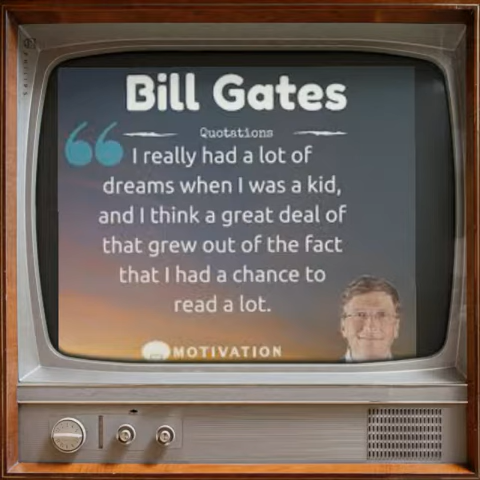 Bill Gates
Quotations
I really had a lot of
dreams when I was a kid,
and I think a great deal of
that grew out of the fact
that I had a chance to
read a lot.
MOTIVATION